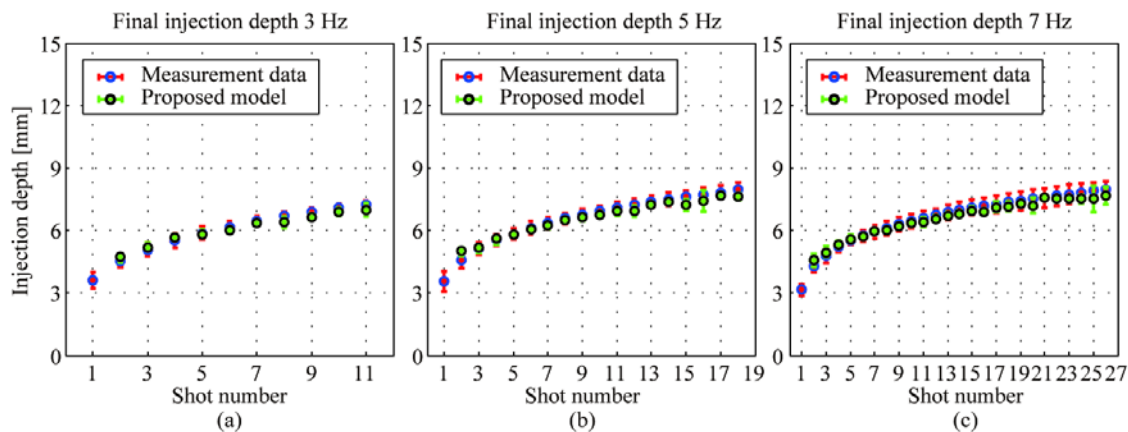 Final injection depth 3 Hz
Injection depth [mm]
15
12
9
6
3
0
Measurement data
Proposed model
1 3 5 7 9 11
Shot number
(a)
Final injection depth 5 Hz
15
12
9
6
3
0
Measurement data
Proposed model
1 3 5 7 9 11 13 15 17 19
Shot number
(b)
Final injection depth 7 Hz
15
12
9
6
3
0
Measurement data
Proposed model
1 3 5 7 9 11 13 15 17 19 21 23 25 27
Shot number
(c)